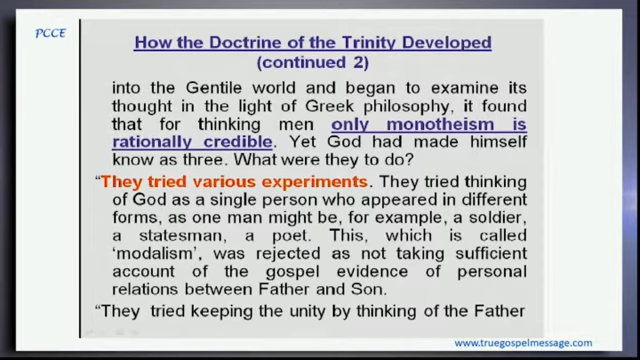 PCCE
How the Doctrine of the Trinity Developed
(continued 2)
into the Gentile world and began to examine its
thought in the light of Greek philosophy, it found
that for thinking men only monotheism is
rationally credible. Yet God had made himself
know as three. What were they to do?
“They tried various experiments. They tried thinking
of God as a single person who appeared in different
forms, as one man might be, for example, a soldier,
a statesman, a poet. This, which is called
‘modalism’, was rejected as not taking sufficient
account of the gospel evidence of personal
relations between Father and Son.
“They tried keeping the unity by thinking of the Father
www.truegospelmessage.com